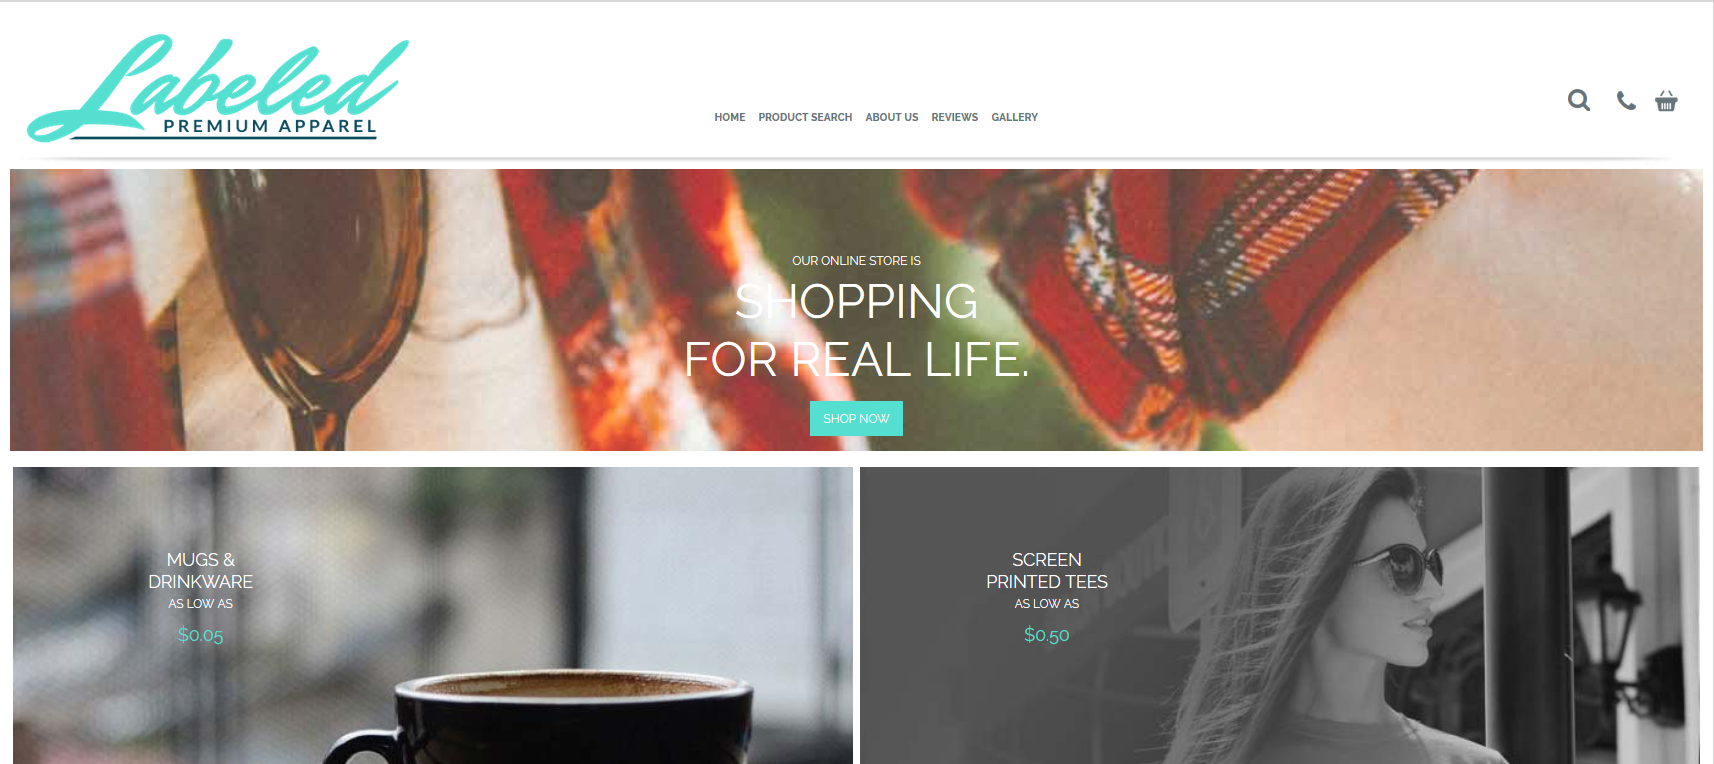 Labeled
PREMIUM APPAREL
HOME PRODUCT SEARCH ABOUT US REVIEWS GALLERY
OUR ONLINE STORE IS
SHOPPING
FOR REAL LIFE.
SHOP NOW
MUGS &
DRINKWARE
AS LOW AS
$0.05
SCREEN
PRINTED TEES
AS LOW AS
$0.50